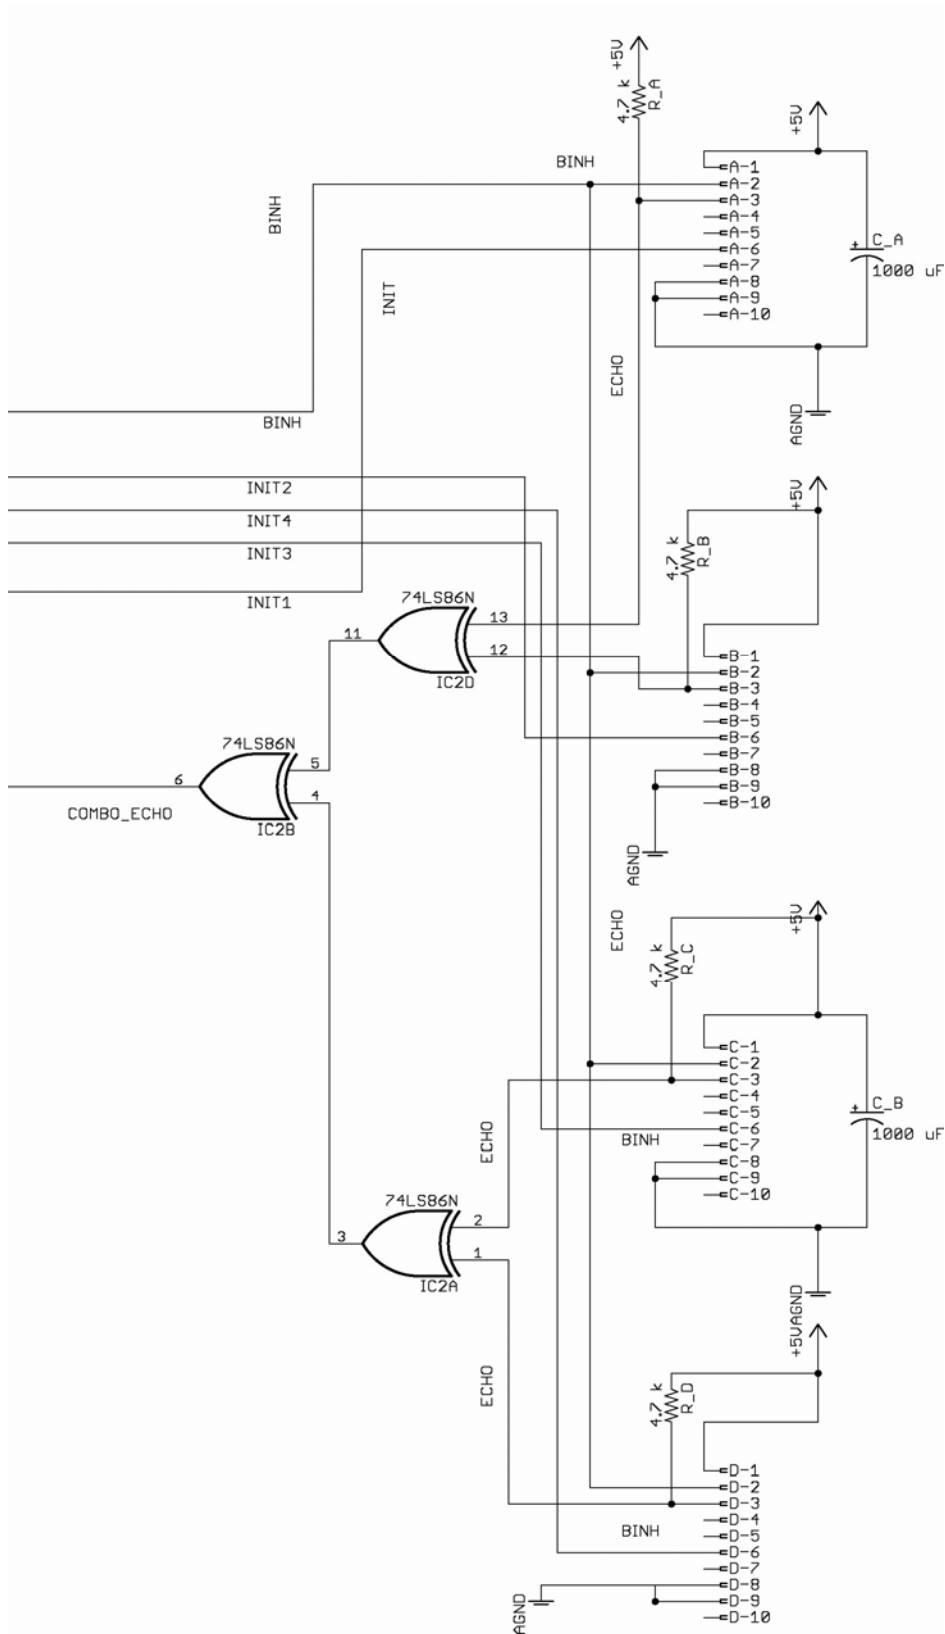 +5V
4.7 k
R_A
+5V
BINH
A-1
A-2
A-3
A-4
A-5
A-6
A-7
A-8
A-9
A-10
BINH
INIT
+
C_A
1000 uF
ECHO
BINH
AGND
INIT2
INIT4
INIT3
INIT1
+5V
4.7 k
R_B
74LS86N
13
12
11
IC2D
B-1
B-2
B-3
B-4
B-5
B-6
B-7
B-8
B-9
B-10
74LS86N
5
4
6
IC2B
COMBO_ECHO
AGND
ECHO
+5V
4.7 k
R_C
C-1
C-2
C-3
C-4
C-5
C-6
C-7
C-8
C-9
C-10
+
C_B
1000 uF
ECHO
BINH
74LS86N
2
1
3
IC2A
AGND
+5V
ECHO
4.7 k
R_D
D-1
D-2
D-3
D-4
D-5
D-6
D-7
D-8
D-9
D-10
BINH
AGND